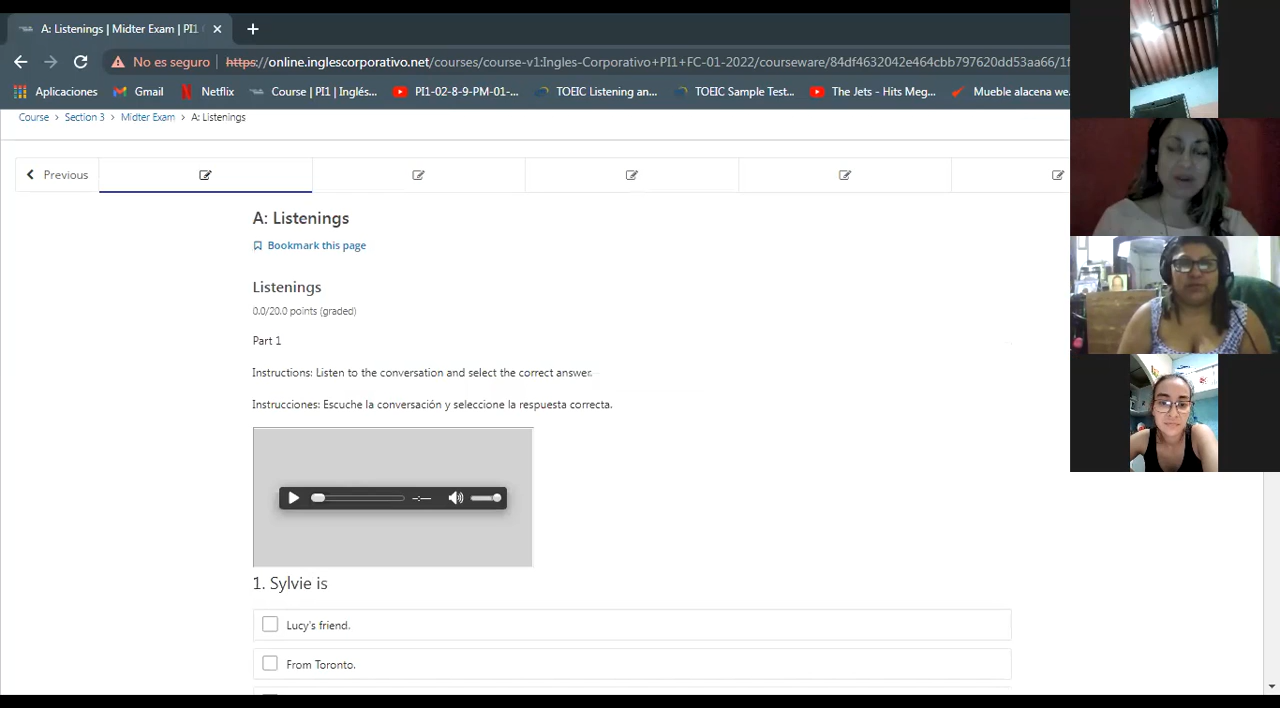 A: Listenings | Midter Exam | PI1
No es seguro
https://online.inglescorporativo.net/courses/course-v1:Ingles-Corporativo+PI1+FC-01-2022/courseware/84df4632042e464cbb797620dd53aa66/1f
Aplicaciones Gmail Netflix Course | PI1 | Inglés... PI1-02-8-9-PM-01-... TOEIC Listening an... TOEIC Sample Test... The Jets - Hits Meg... Mueble alacena we...
Course > Section 3 > Midter Exam > A: Listenings
Previous
A: Listenings
Bookmark this page
Listenings
0.0/20.0 points (graded)
Part 1
Instructions: Listen to the conversation and select the correct answer.
Instrucciones: Escuche la conversación y seleccione la respuesta correcta.
-:--
1. Sylvie is
Lucy's friend.
From Toronto.